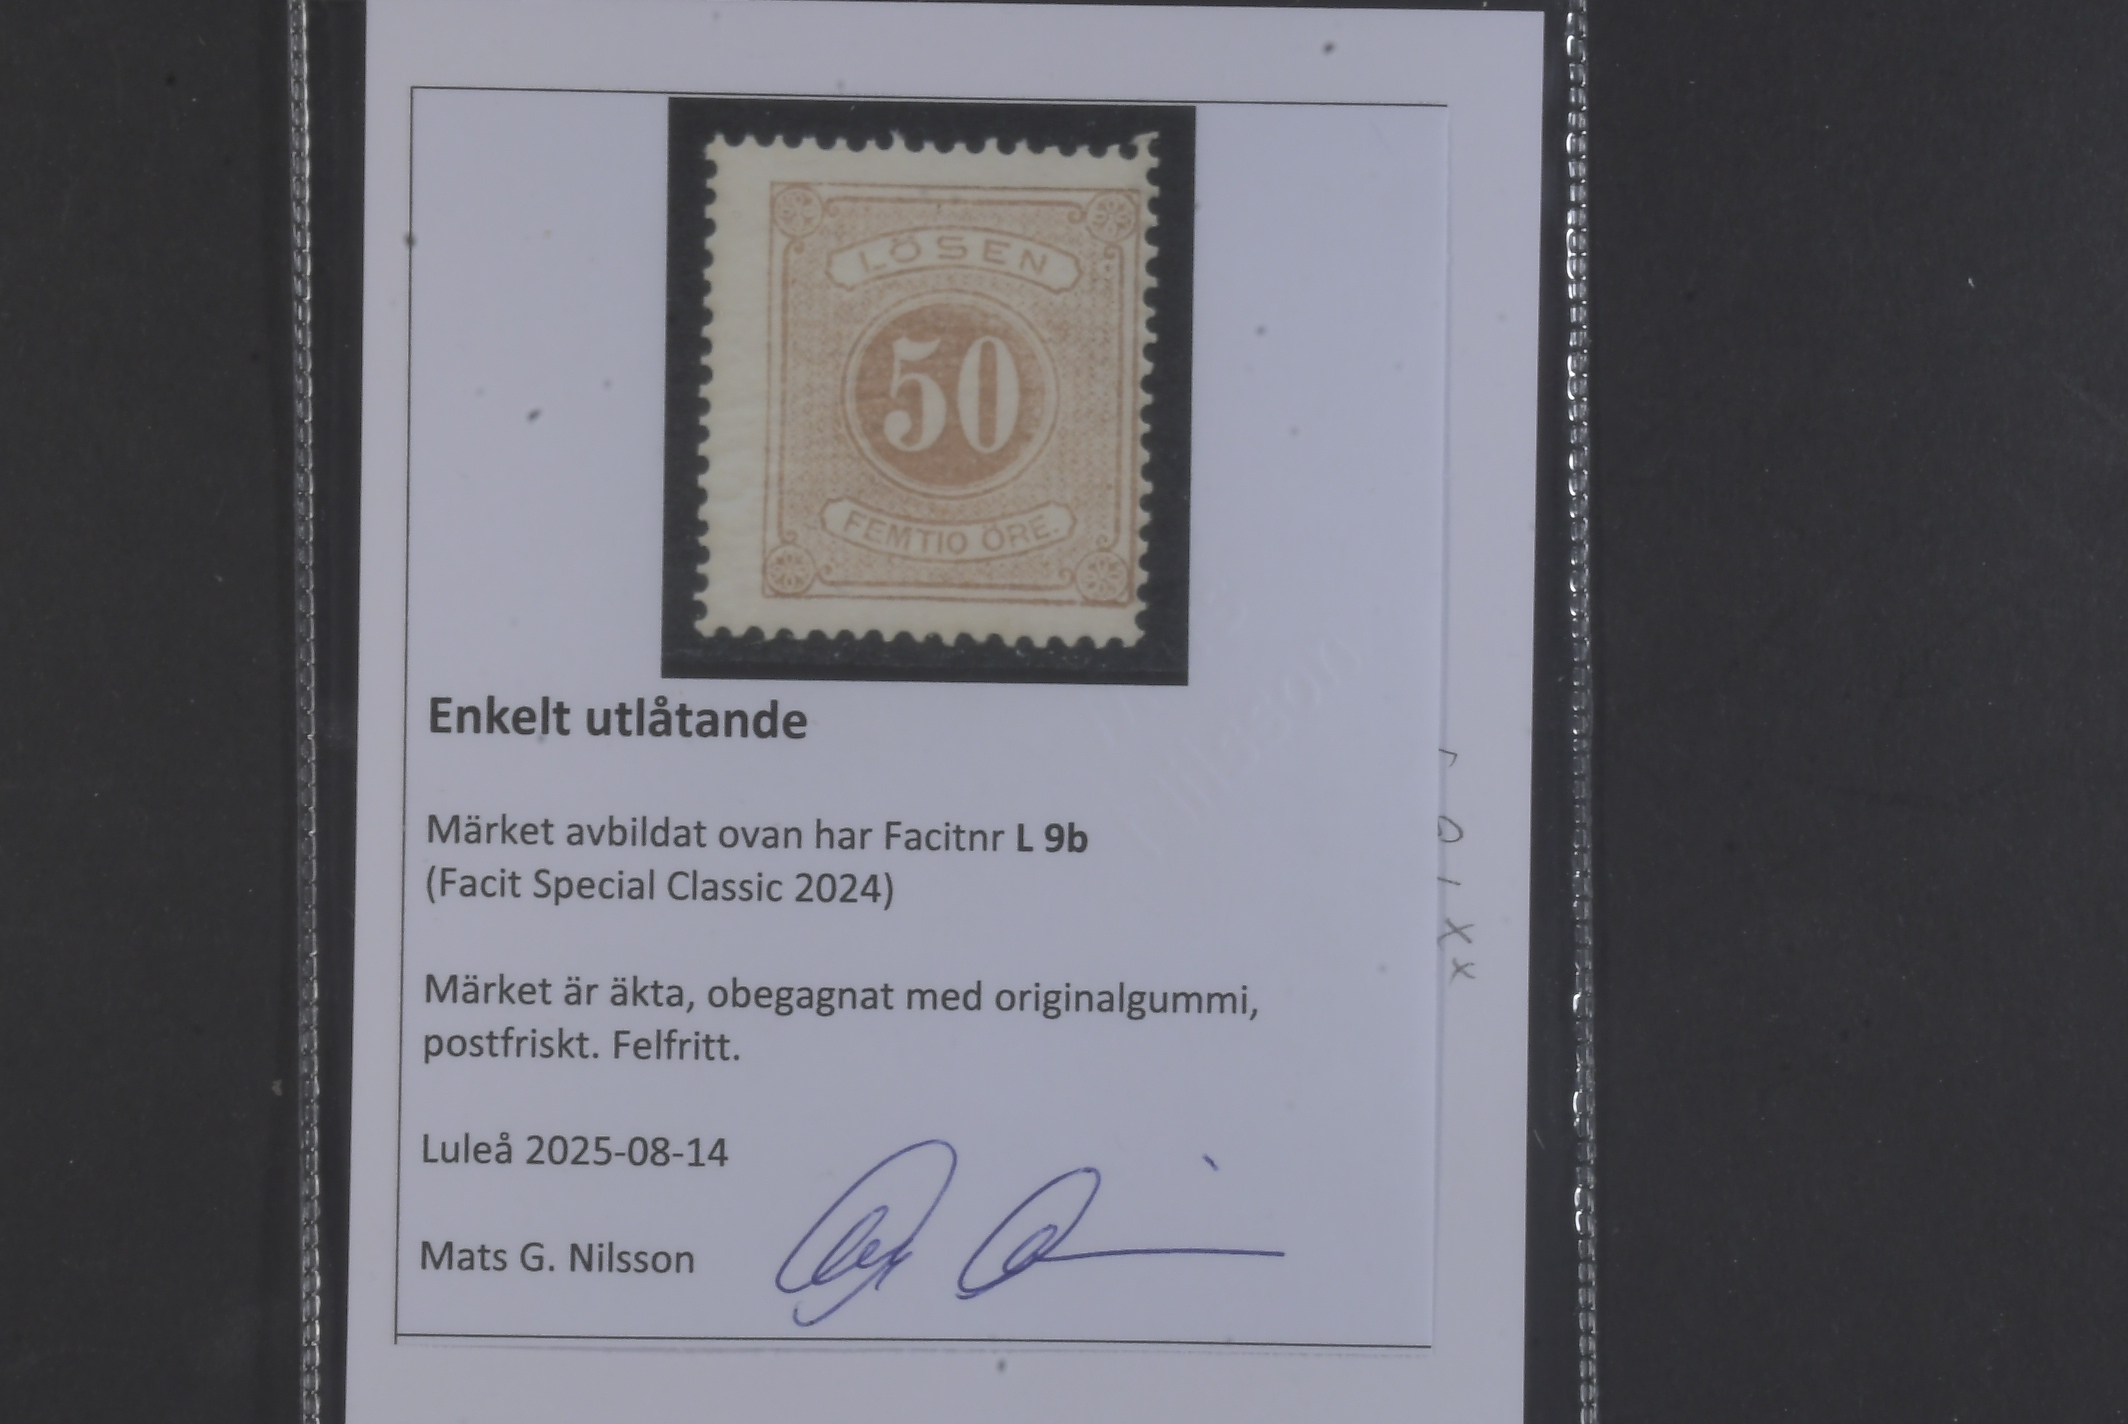 LÖSEN
50
FEMTIO ÖRE.
Enkelt utlåtande
Märket avbildat ovan har Facitnr L 9b
(Facit Special Classic 2024)
Märket är äkta, obegagnat med originalgummi,
postfriskt. Felfritt.
Luleå 2025-08-14
Mats G. Nilsson
Nilsson